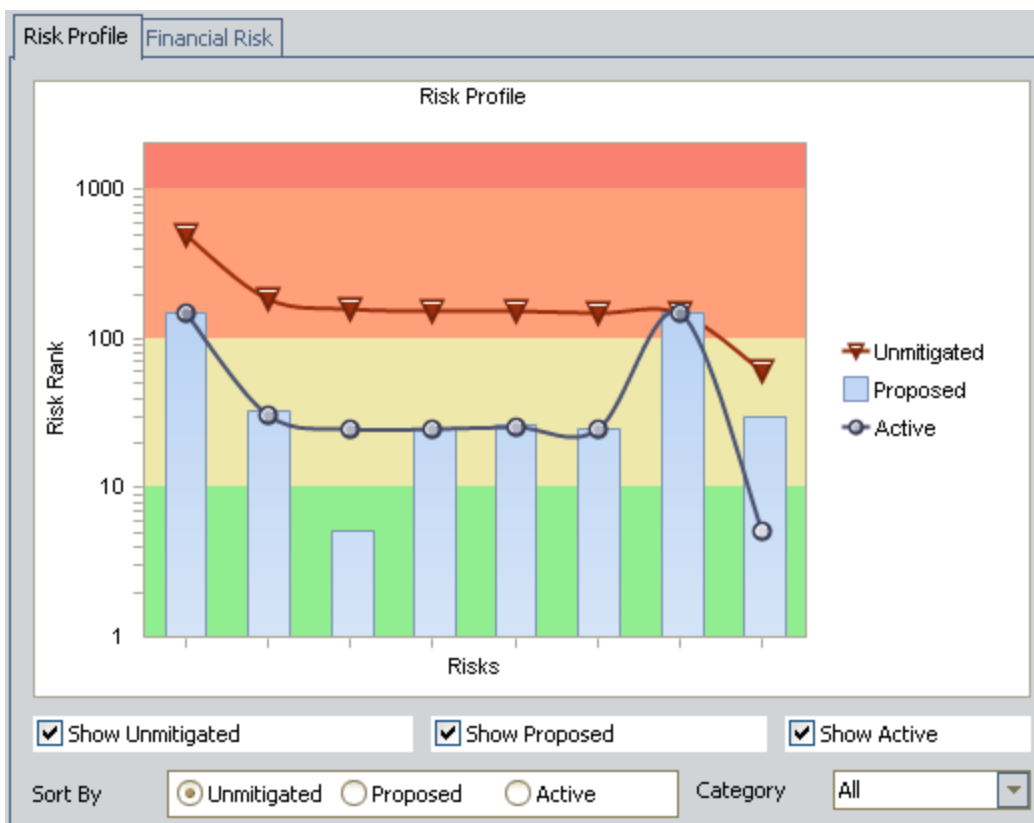 Risk Profile Financial Risk
Risk Profile
1000
100
10
1
Risk Rank
Risks
Unmitigated
Proposed
Active
Show Unmitigated Show Proposed Show Active
Sort By Unmitigated Proposed Active Category All